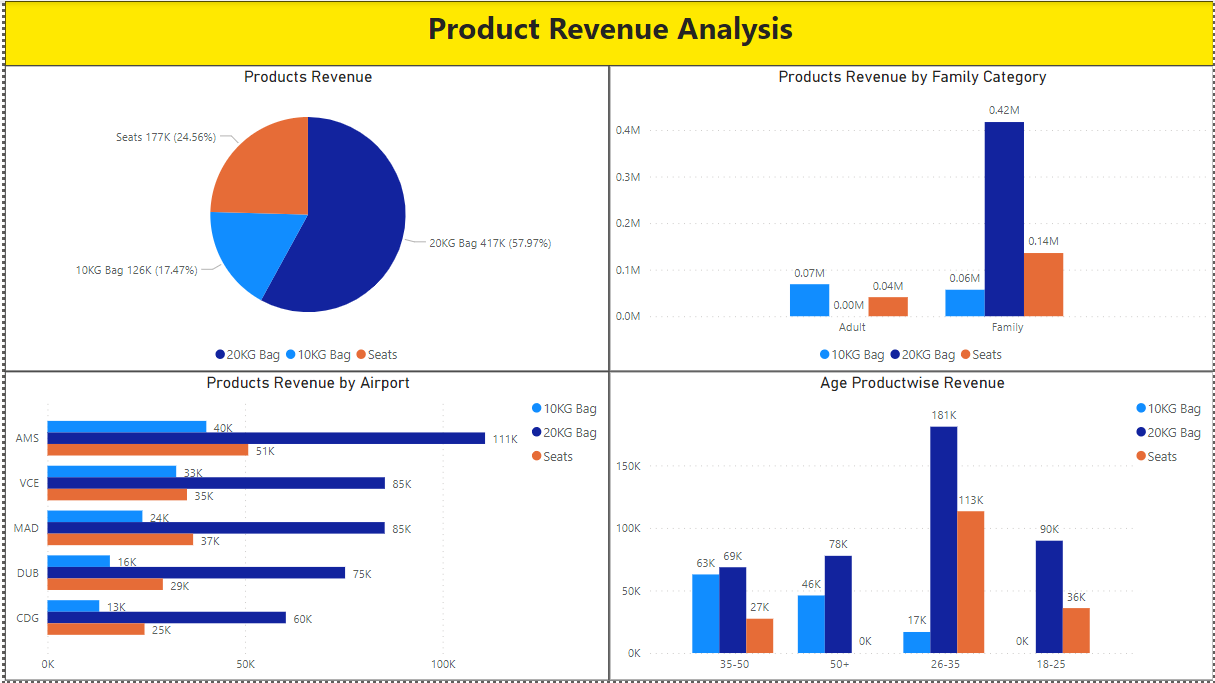 Product Revenue Analysis
Products Revenue
Seats 177K (24.56%)
20KG Bag 417K (57.97%)
10KG Bag 126K (17.47%)
20KG Bag 10KG Bag Seats
Products Revenue by Family Category
0.4M
0.3M
0.2M
0.1M
0.0M
0.07M
0.00M
0.04M
0.06M
0.42M
0.14M
Adult Family
10KG Bag 20KG Bag Seats
Products Revenue by Airport
10KG Bag
20KG Bag
Seats
AMS
40K
111K
51K
VCE
33K
85K
35K
MAD
24K
85K
37K
DUB
16K
75K
29K
CDG
13K
60K
25K
0K 50K 100K
Age Productwise Revenue
10KG Bag
20KG Bag
Seats
150K
100K
50K
0K
63K
69K
27K
46K
78K
0K
17K
181K
113K
0K
90K
36K
35-50 50+ 26-35 18-25